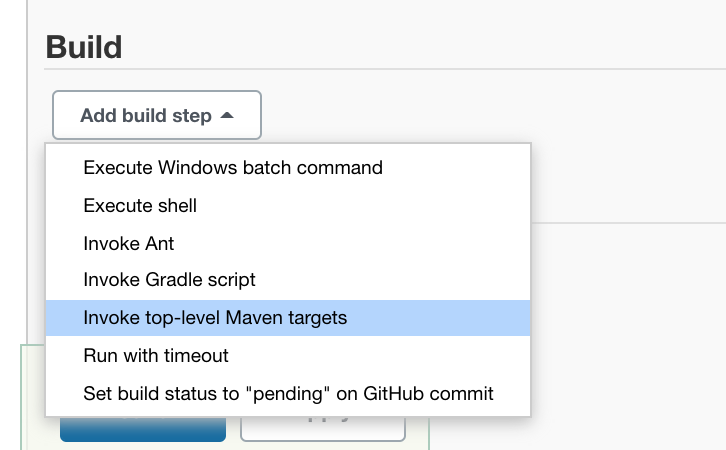 Build
Add build step
Execute Windows batch command
Execute shell
Invoke Ant
Invoke Gradle script
Invoke top-level Maven targets
Run with timeout
Set build status to "pending" on GitHub commit